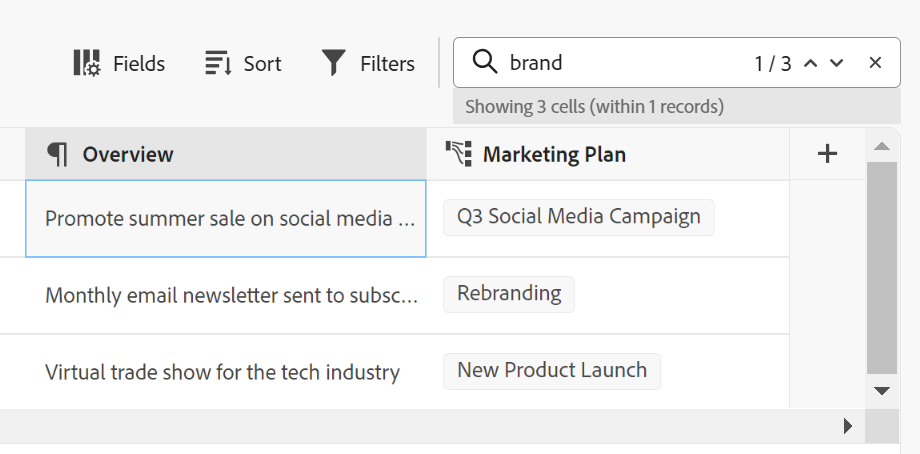 Fields Sort Filters brand 1 / 3
Showing 3 cells (within 1 records)
Overview Marketing Plan
Promote summer sale on social media ... Q3 Social Media Campaign
Monthly email newsletter sent to subsc... Rebranding
Virtual trade show for the tech industry New Product Launch